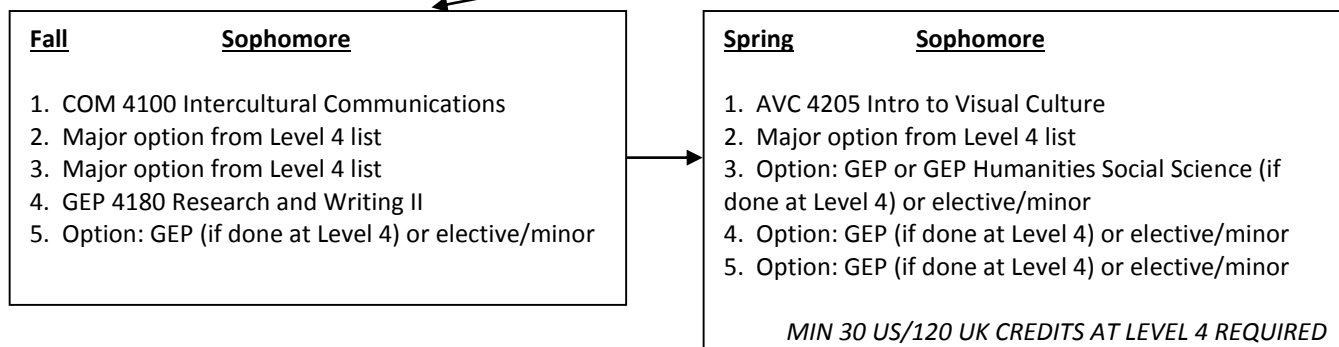 Fall Sophomore
1. COM 4100 Intercultural Communications
2. Major option from Level 4 list
3. Major option from Level 4 list
4. GEP 4180 Research and Writing II
5. Option: GEP (if done at Level 4) or elective/minor
Spring Sophomore
1. AVC 4205 Intro to Visual Culture
2. Major option from Level 4 list
3. Option: GEP or GEP Humanities Social Science (if
done at Level 4) or elective/minor
4. Option: GEP (if done at Level 4) or elective/minor
5. Option: GEP (if done at Level 4) or elective/minor
MIN 30 US/120 UK CREDITS AT LEVEL 4 REQUIRED